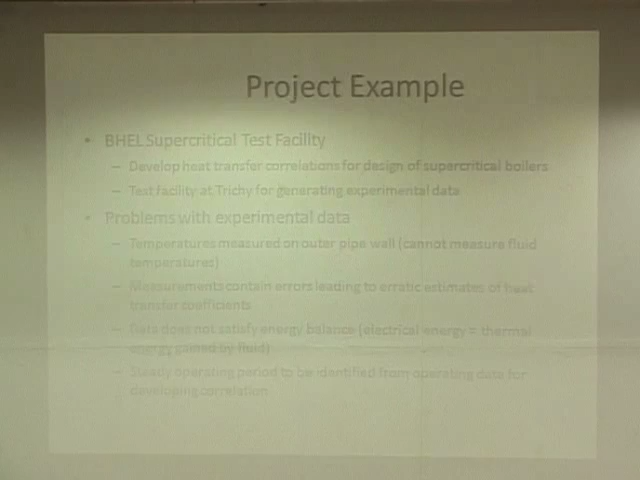 Project Example
• BHEL Supercritical Test Facility
– Develop heat transfer correlations for design of supercritical boilers
– Test facility at Trichy for generating experimental data
• Problems with experimental data
– Temperatures measured on outer pipe wall (cannot measure fluid
temperatures)
– Measurements contain errors leading to erratic estimates of heat
transfer coefficients
– Data does not satisfy energy balance (electrical energy = thermal
energy gained by fluid)
– Steady operating period to be identified from operating data for
developing correlation